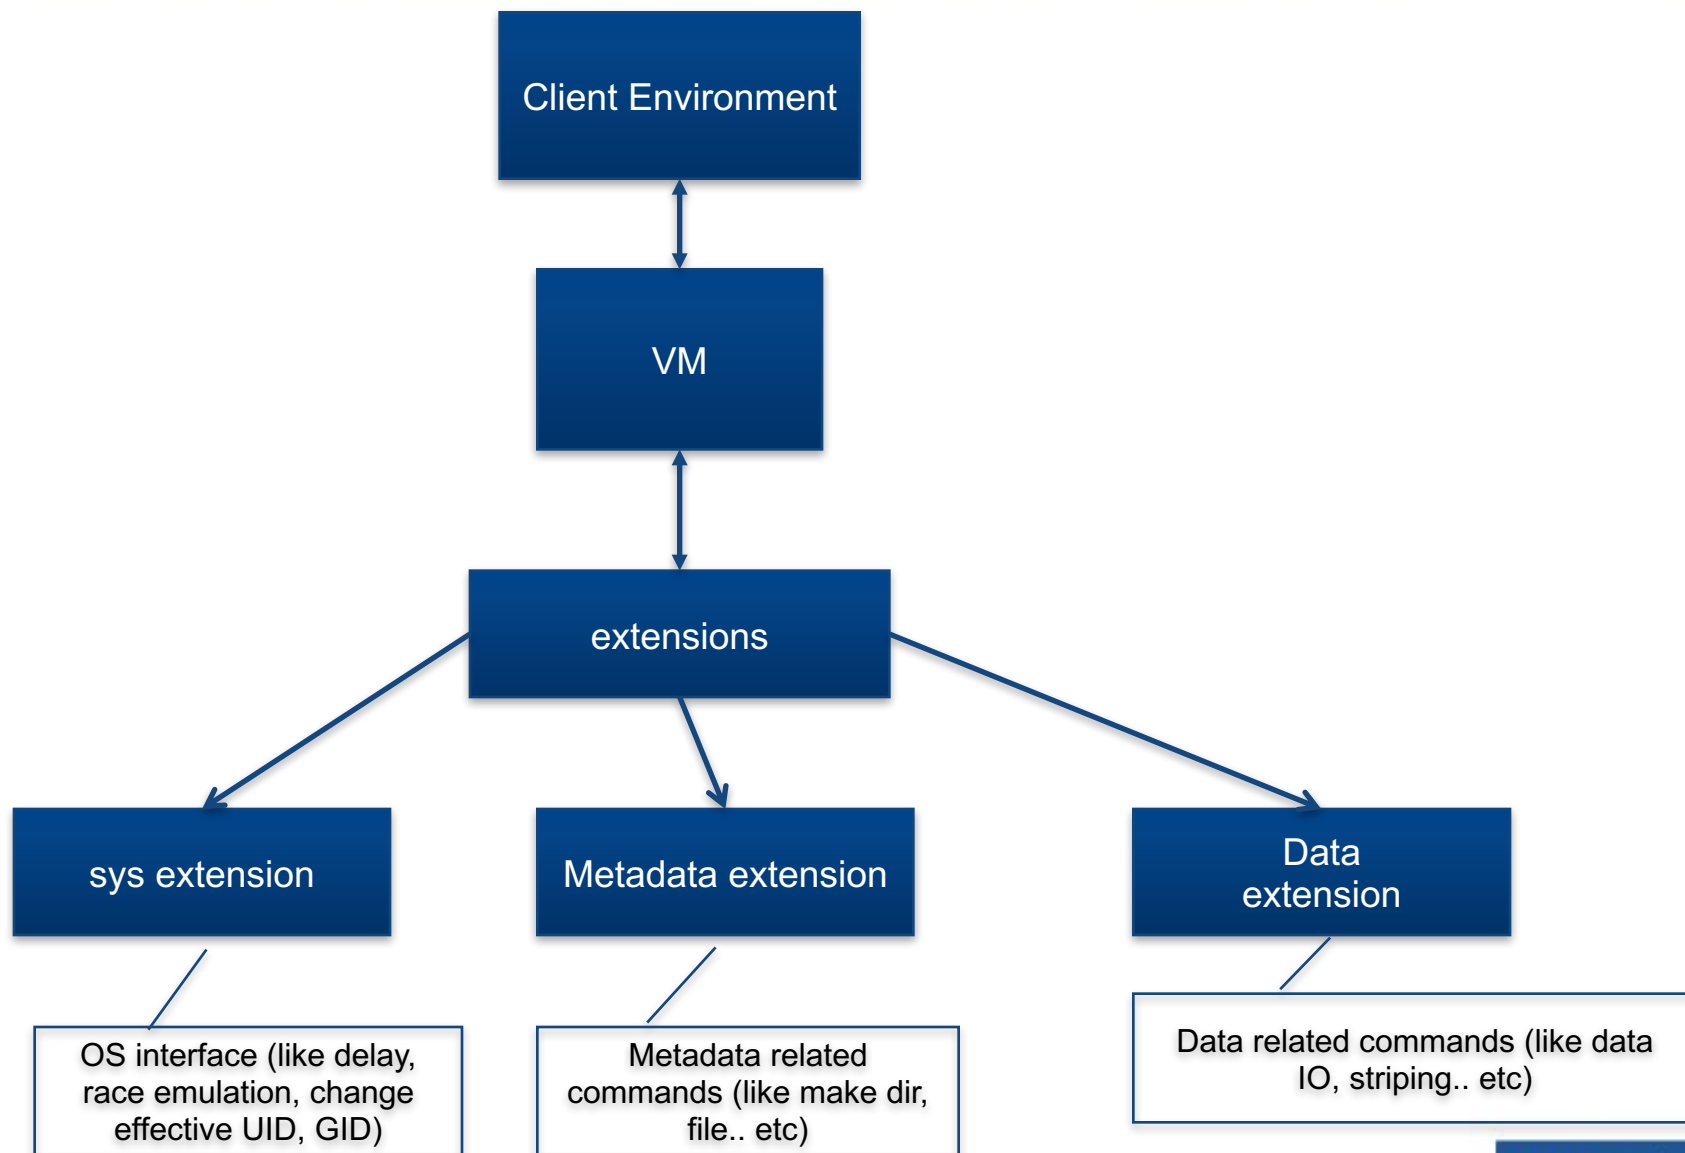 Client Environment
VM
extensions
sys extension
Metadata extension
Data
extension
OS interface (like delay,
race emulation, change
effective UID, GID)
Metadata related
commands (like make dir,
file.. etc)
Data related commands (like data
IO, striping.. etc)